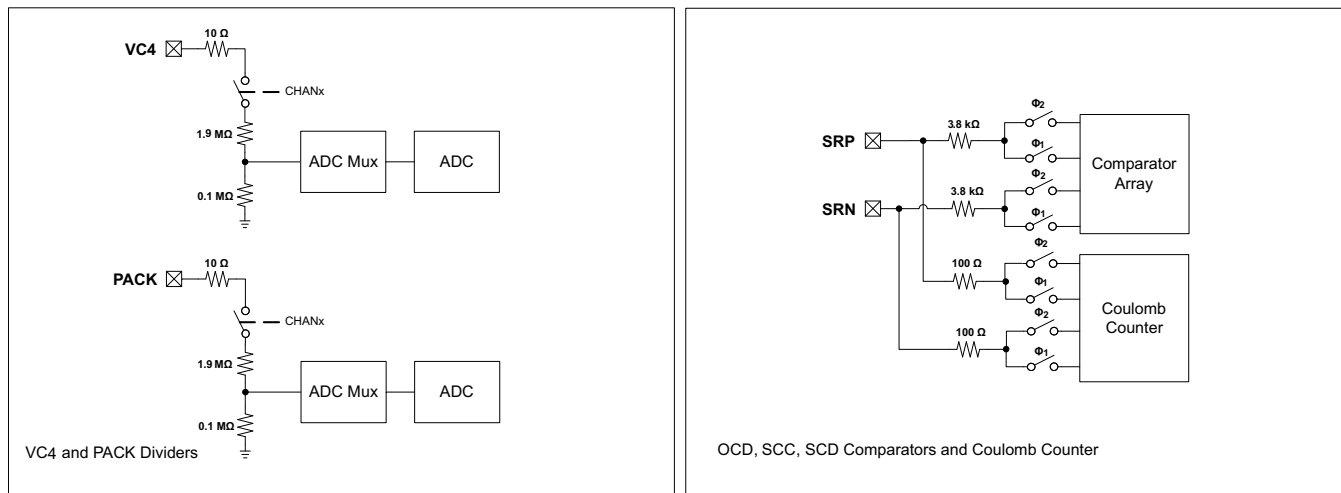 10 Ω
VC4
CHANx
1.9 MΩ
ADC Mux
ADC
0.1 MΩ
10 Ω
PACK
CHANx
1.9 MΩ
ADC Mux
ADC
0.1 MΩ
VC4 and PACK Dividers
Φ2
3.8 kΩ
SRP
Φ1
Comparator
Array
Φ2
3.8 kΩ
SRN
Φ1
Φ2
100 Ω
Φ1
Coulomb
Counter
Φ2
100 Ω
Φ1
OCD, SCC, SCD Comparators and Coulomb Counter